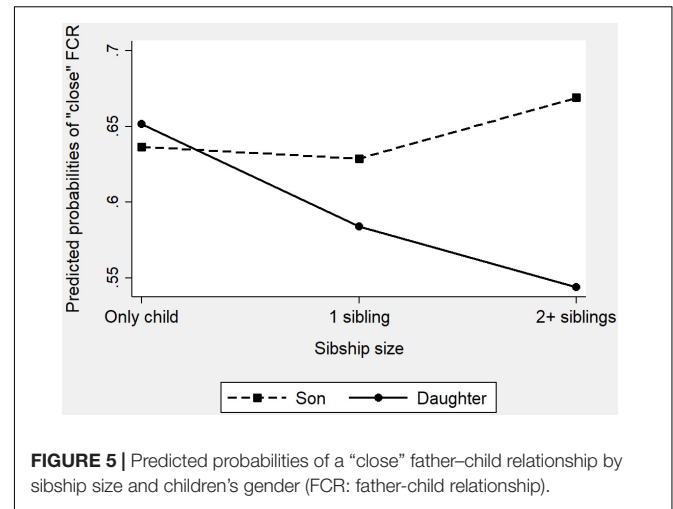 Predicted probabilities of "close" FCR
.7
.65
.6
.55
Only child 1 sibling 2+ siblings
Sibship size
Son Daughter
FIGURE 5 | Predicted probabilities of a “close” father–child relationship by
sibship size and children’s gender (FCR: father-child relationship).